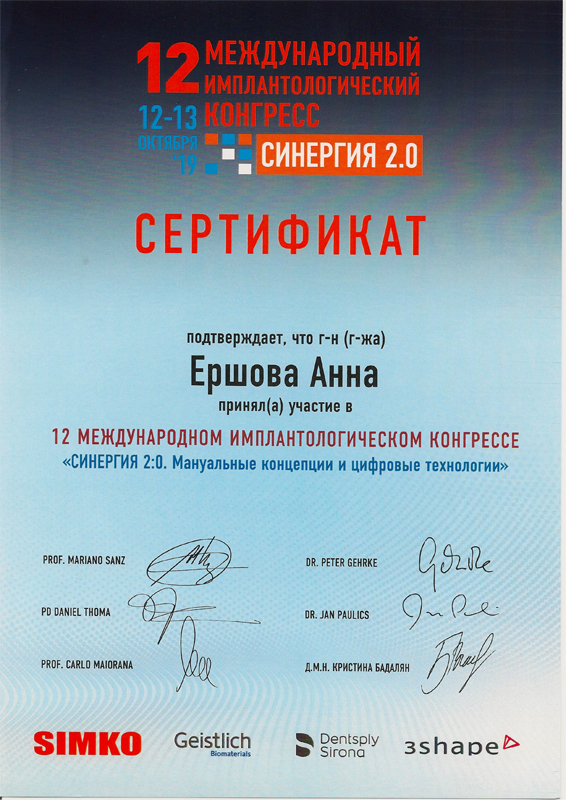 12 МЕЖДУНАРОДНЫЙ
ИМПЛАНТОЛОГИЧЕСКИЙ
КОНГРЕСС
12-13
ОКТЯБРЯ
'19
СИНЕРГИЯ 2.0
СЕРТИФИКАТ
подтверждает, что г-н (г-жа)
Ершова Анна
принял(а) участие в
12 МЕЖДУНАРОДНОМ ИМПЛАНТОЛОГИЧЕСКОМ КОНГРЕССЕ
«СИНЕРГИЯ 2:0. Мануальные концепции и цифровые технологии»
PROF. MARIANO SANZ
DR. PETER GEHRKE
PD DANIEL THOMA
DR. JAN PAULICS
PROF. CARLO MAIORANA
Д.М.Н. КРИСТИНА БАДАЛЯН
SIMKO
Geistlich
Biomaterials
Dentsply
Sirona
3shape